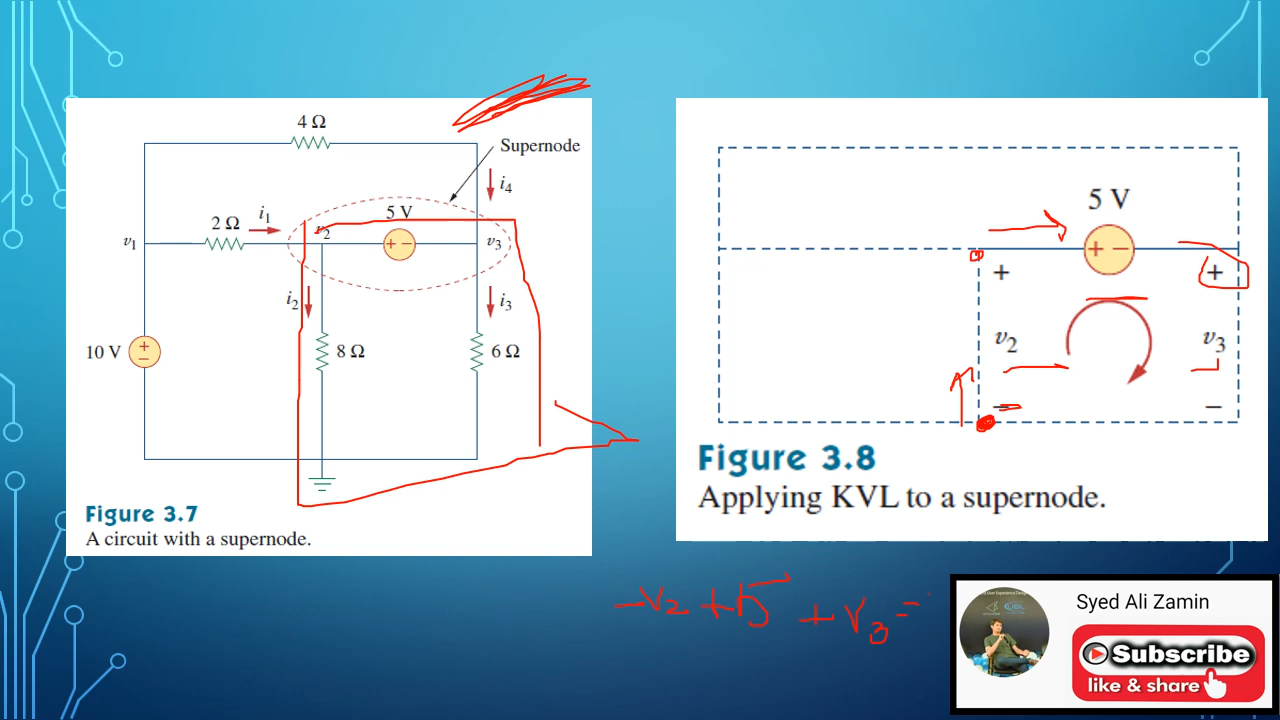 4 Ω
Supernode
i4
5 V
2 Ω
i1
v1
v2
+ −
v3
i2
i3
10 V
+
−
8 Ω
6 Ω
Figure 3.7
A circuit with a supernode.
5 V
+ −
+
+
v2
v3
−
−
Figure 3.8
Applying KVL to a supernode.
-V2 + 5 + V3 =
Syed Ali Zamin
Subscribe
like & share